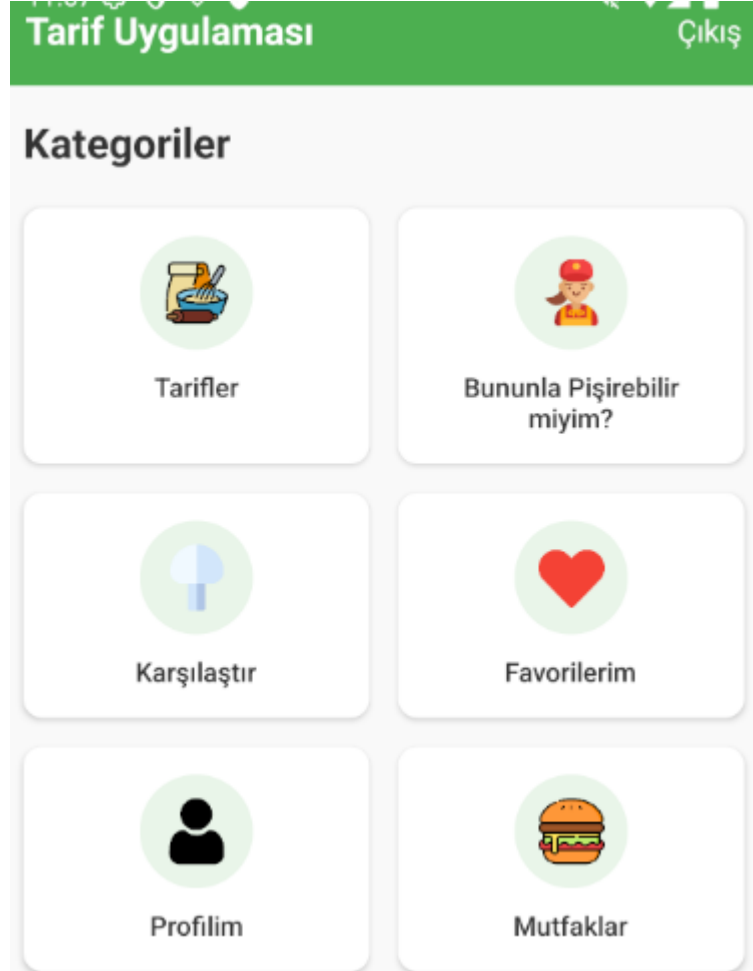 Tarif Uygulaması
Çıkış
Kategoriler
Tarifler
Bununla Pişirebilir
miyim?
Karşılaştır
Favorilerim
Profilim
Mutfaklar